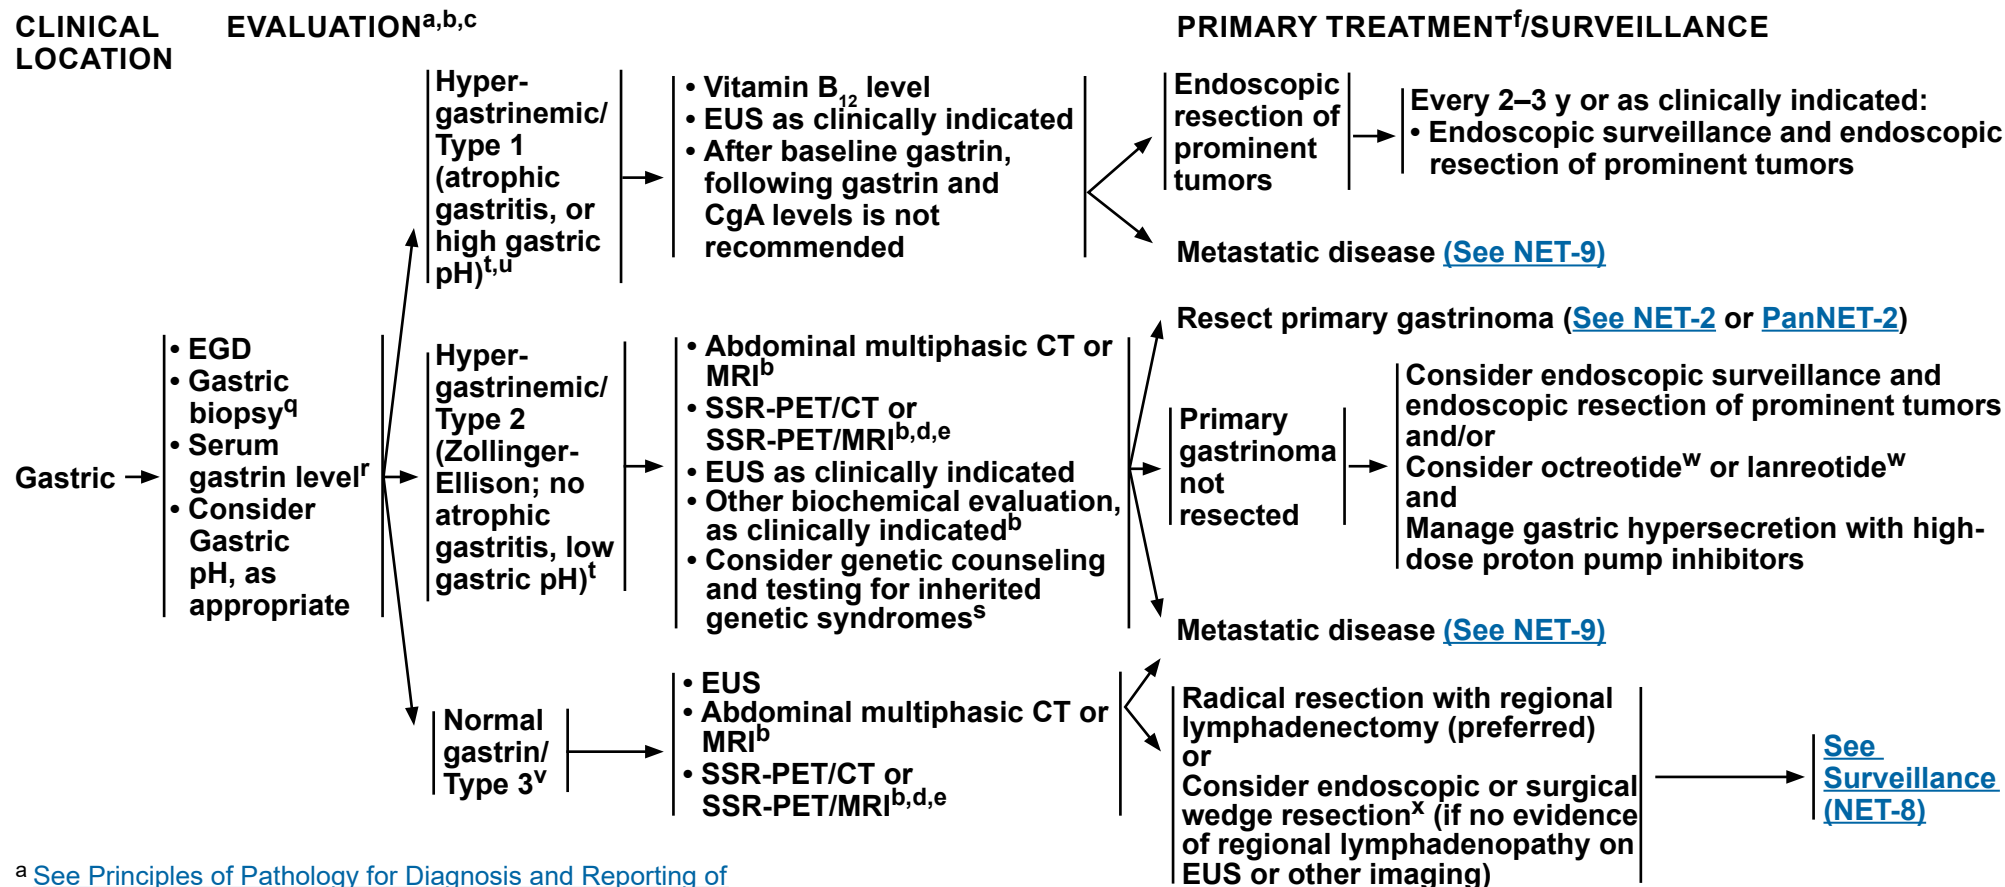 CLINICAL
LOCATION
EVALUATIONa,b,c
PRIMARY TREATMENTf/SURVEILLANCE
Gastric
• EGD
• Gastric
biopsyq
• Serum
gastrin levelr
• Consider
Gastric
pH, as
appropriate
Hyper-
gastrinemic/
Type 1
(atrophic
gastritis, or
high gastric
pH)t,u
• Vitamin B12 level
• EUS as clinically indicated
• After baseline gastrin,
following gastrin and
CgA levels is not
recommended
Endoscopic
resection of
prominent
tumors
Every 2–3 y or as clinically indicated:
• Endoscopic surveillance and endoscopic
resection of prominent tumors
Metastatic disease (See NET-9)
Hyper-
gastrinemic/
Type 2
(Zollinger-
Ellison; no
atrophic
gastritis, low
gastric pH)t
• Abdominal multiphasic CT or
MRIb
• SSR-PET/CT or
SSR-PET/MRIb,d,e
• EUS as clinically indicated
• Other biochemical evaluation,
as clinically indicatedb
• Consider genetic counseling
and testing for inherited
genetic syndromess
Resect primary gastrinoma (See NET-2 or PanNET-2)
Primary
gastrinoma
not
resected
Consider endoscopic surveillance and
endoscopic resection of prominent tumors
and/or
Consider octreotidew or lanreotidew
and
Manage gastric hypersecretion with high-
dose proton pump inhibitors
Metastatic disease (See NET-9)
Normal
gastrin/
Type 3v
• EUS
• Abdominal multiphasic CT or
MRIb
• SSR-PET/CT or
SSR-PET/MRIb,d,e
Radical resection with regional
lymphadenectomy (preferred)
or
Consider endoscopic or surgical
wedge resectionx (if no evidence
of regional lymphadenopathy on
EUS or other imaging)
See
Surveillance
(NET-8)
a See Principles of Pathology for Diagnosis and Reporting of